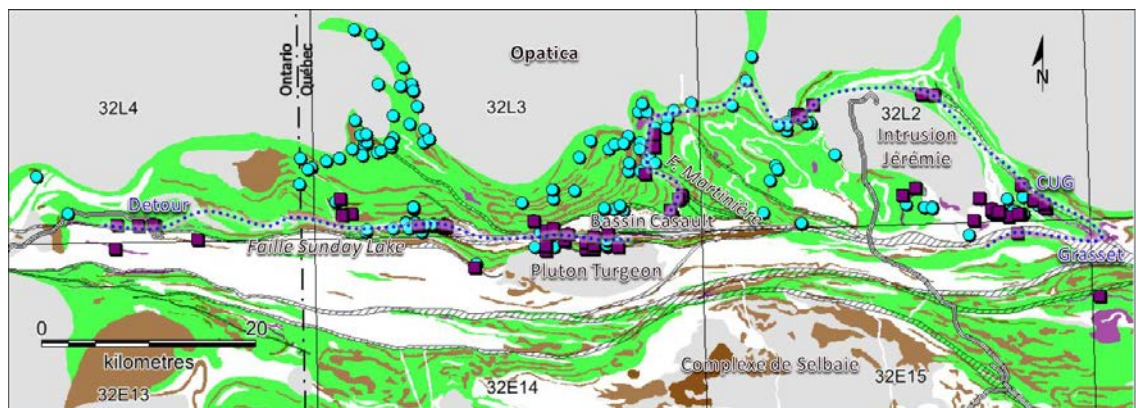 Ontario
Québec
Opatica
N
32L4
32L3
32L2
Intrusion
Jérémie
F. Martinière
CUG
Detour
Bassin Casault
Faille Sunday Lake
Grasset
Pluton Turgeon
0 20
kilometres
Complexe de Selbaie
32E13
32E14
32E15